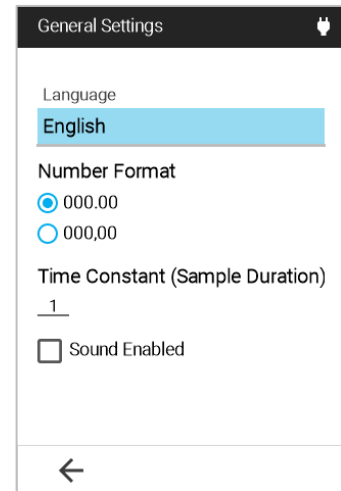 General Settings
Language
English
Number Format
000.00
000,00
Time Constant (Sample Duration)
1
Sound Enabled